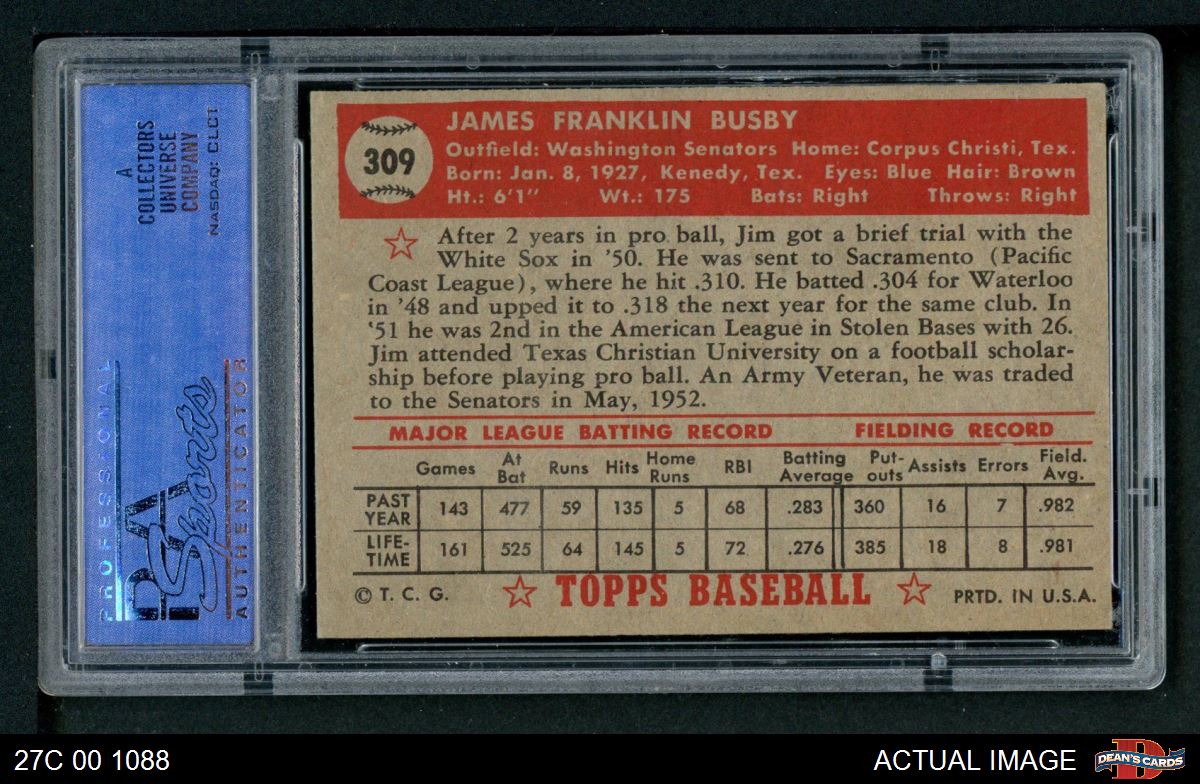 A
COLLECTORS
UNIVERSE
COMPANY
NASDAQ: CLCT
PROFESSIONAL
PSA
Sports
AUTHENTICATOR
309
JAMES FRANKLIN BUSBY
Outfield: Washington Senators Home: Corpus Christi, Tex.
Born: Jan. 8, 1927, Kenedy, Tex. Eyes: Blue Hair: Brown
Ht.: 6'1" Wt.: 175 Bats: Right Throws: Right
After 2 years in pro ball, Jim got a brief trial with the
White Sox in '50. He was sent to Sacramento (Pacific
Coast League), where he hit .310. He batted .304 for Waterloo
in '48 and upped it to .318 the next year for the same club. In
'51 he was 2nd in the American League in Stolen Bases with 26.
Jim attended Texas Christian University on a football scholar-
ship before playing pro ball. An Army Veteran, he was traded
to the Senators in May, 1952.
MAJOR LEAGUE BATTING RECORD FIELDING RECORD
Games At Bat Runs Hits Home Runs RBI Batting Average Put-outs Assists Errors Field. Avg.
PAST YEAR 143 477 59 135 5 68 .283 360 16 7 .982
LIFE-TIME 161 525 64 145 5 72 .276 385 18 8 .981
© T. C. G. TOPPS BASEBALL PRTD. IN U.S.A.
27C 00 1088 ACTUAL IMAGE D DEAN'S CARDS